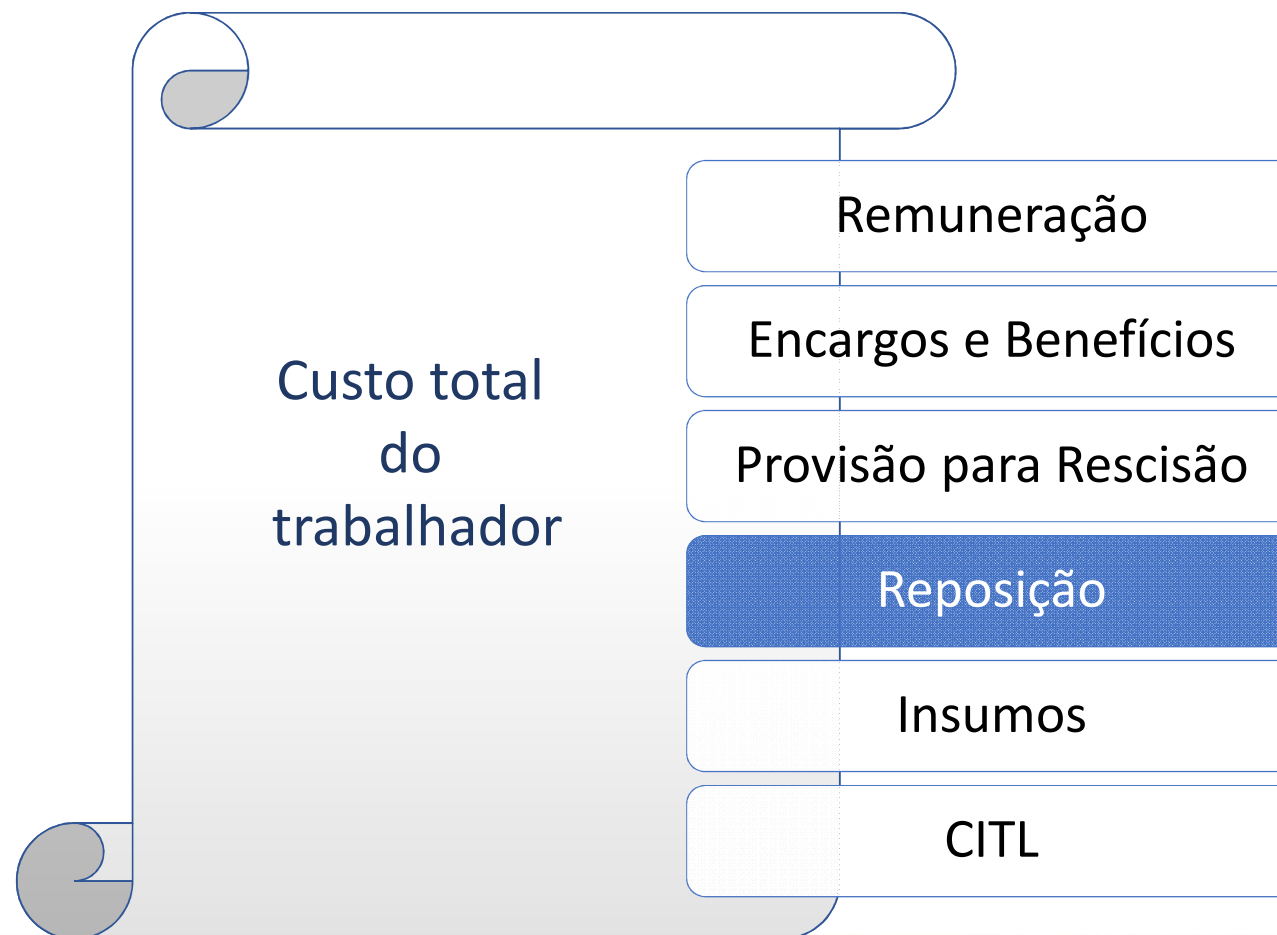 Custo total
do
trabalhador
Remuneração
Encargos e Benefícios
Provisão para Rescisão
Reposição
Insumos
CITL